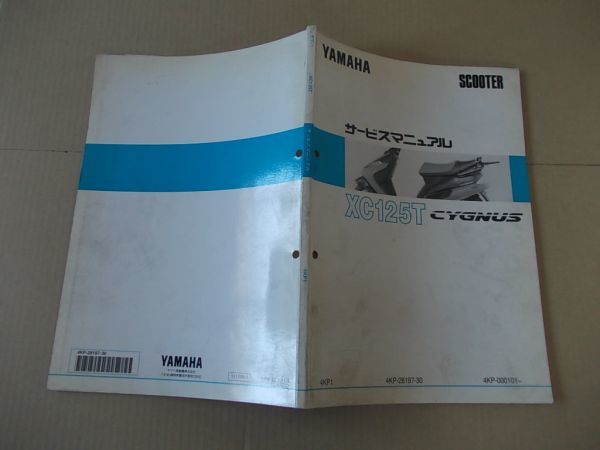 YAMAHA
SCOOTER
サービスマニュアル
XC125T CYGNUS
4KP1
4KP-28197-30
4KP-000101~
4KP-28197-30
YAMAHA